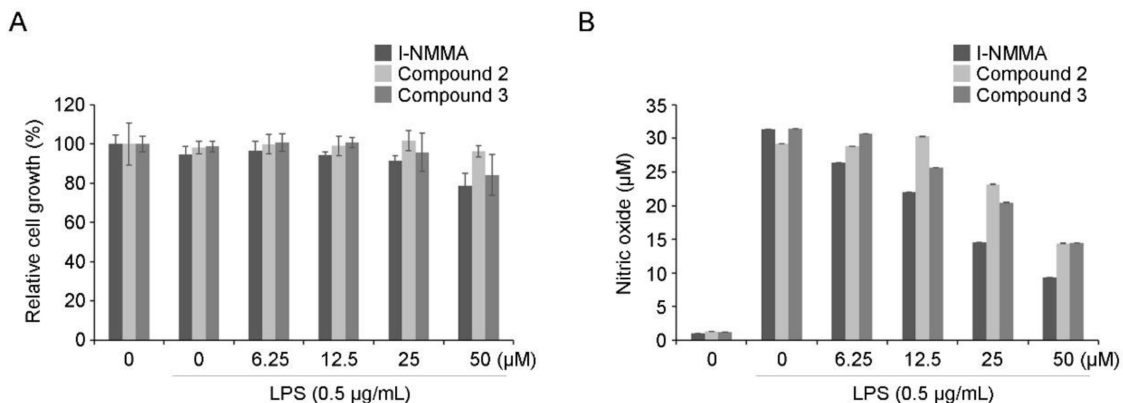 A
l-NMMA
Compound 2
Compound 3
Relative cell growth (%)
120
100
80
60
40
20
0
0 0 6.25 12.5 25 50 (µM)
LPS (0.5 µg/mL)
B
l-NMMA
Compound 2
Compound 3
Nitric oxide (µM)
35
30
25
20
15
10
5
0
0 0 6.25 12.5 25 50 (µM)
LPS (0.5 µg/mL)